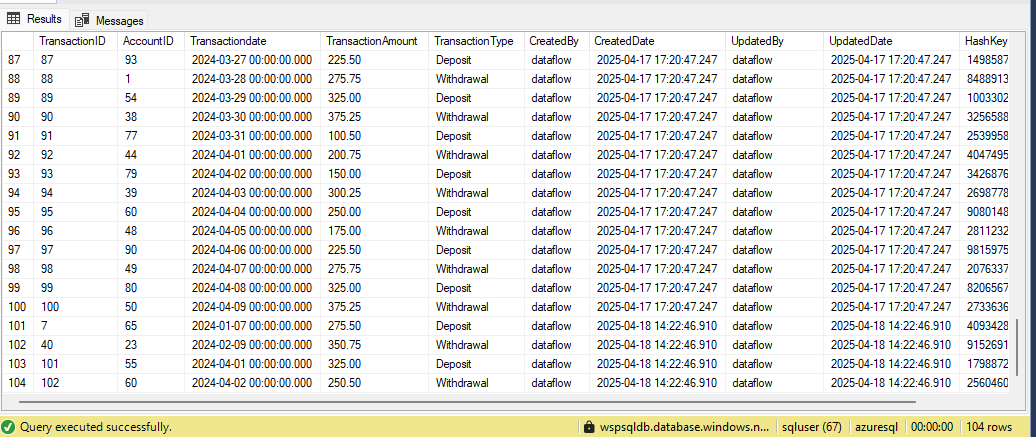 Results Messages
TransactionID AccountID Transactiondate TransactionAmount TransactionType CreatedBy CreatedDate UpdatedBy UpdatedDate HashKey
87 87 93 2024-03-27 00:00:00.000 225.50 Deposit dataflow 2025-04-17 17:20:47.247 dataflow 2025-04-17 17:20:47.247 1498587
88 88 1 2024-03-28 00:00:00.000 275.75 Withdrawal dataflow 2025-04-17 17:20:47.247 dataflow 2025-04-17 17:20:47.247 8488913
89 89 54 2024-03-29 00:00:00.000 325.00 Deposit dataflow 2025-04-17 17:20:47.247 dataflow 2025-04-17 17:20:47.247 1003302
90 90 38 2024-03-30 00:00:00.000 375.25 Withdrawal dataflow 2025-04-17 17:20:47.247 dataflow 2025-04-17 17:20:47.247 3256588
91 91 77 2024-03-31 00:00:00.000 100.50 Deposit dataflow 2025-04-17 17:20:47.247 dataflow 2025-04-17 17:20:47.247 2539958
92 92 44 2024-04-01 00:00:00.000 200.75 Withdrawal dataflow 2025-04-17 17:20:47.247 dataflow 2025-04-17 17:20:47.247 4047495
93 93 79 2024-04-02 00:00:00.000 150.00 Deposit dataflow 2025-04-17 17:20:47.247 dataflow 2025-04-17 17:20:47.247 3426876
94 94 39 2024-04-03 00:00:00.000 300.25 Withdrawal dataflow 2025-04-17 17:20:47.247 dataflow 2025-04-17 17:20:47.247 2698778
95 95 60 2024-04-04 00:00:00.000 250.00 Deposit dataflow 2025-04-17 17:20:47.247 dataflow 2025-04-17 17:20:47.247 9080148
96 96 48 2024-04-05 00:00:00.000 175.00 Withdrawal dataflow 2025-04-17 17:20:47.247 dataflow 2025-04-17 17:20:47.247 2811232
97 97 90 2024-04-06 00:00:00.000 225.50 Deposit dataflow 2025-04-17 17:20:47.247 dataflow 2025-04-17 17:20:47.247 9815975
98 98 49 2024-04-07 00:00:00.000 275.75 Withdrawal dataflow 2025-04-17 17:20:47.247 dataflow 2025-04-17 17:20:47.247 2076337
99 99 80 2024-04-08 00:00:00.000 325.00 Deposit dataflow 2025-04-17 17:20:47.247 dataflow 2025-04-17 17:20:47.247 8206567
100 100 50 2024-04-09 00:00:00.000 375.25 Withdrawal dataflow 2025-04-17 17:20:47.247 dataflow 2025-04-17 17:20:47.247 2733636
101 7 65 2024-01-07 00:00:00.000 275.50 Deposit dataflow 2025-04-18 14:22:46.910 dataflow 2025-04-18 14:22:46.910 4093428
102 40 23 2024-02-09 00:00:00.000 350.75 Withdrawal dataflow 2025-04-18 14:22:46.910 dataflow 2025-04-18 14:22:46.910 9152691
103 101 55 2024-04-01 00:00:00.000 325.00 Deposit dataflow 2025-04-18 14:22:46.910 dataflow 2025-04-18 14:22:46.910 1798872
104 102 60 2024-04-02 00:00:00.000 250.50 Withdrawal dataflow 2025-04-18 14:22:46.910 dataflow 2025-04-18 14:22:46.910 2560460
Query executed successfully. wspsqldb.database.windows.n... sqluser (67) azuresql 00:00:00 104 rows